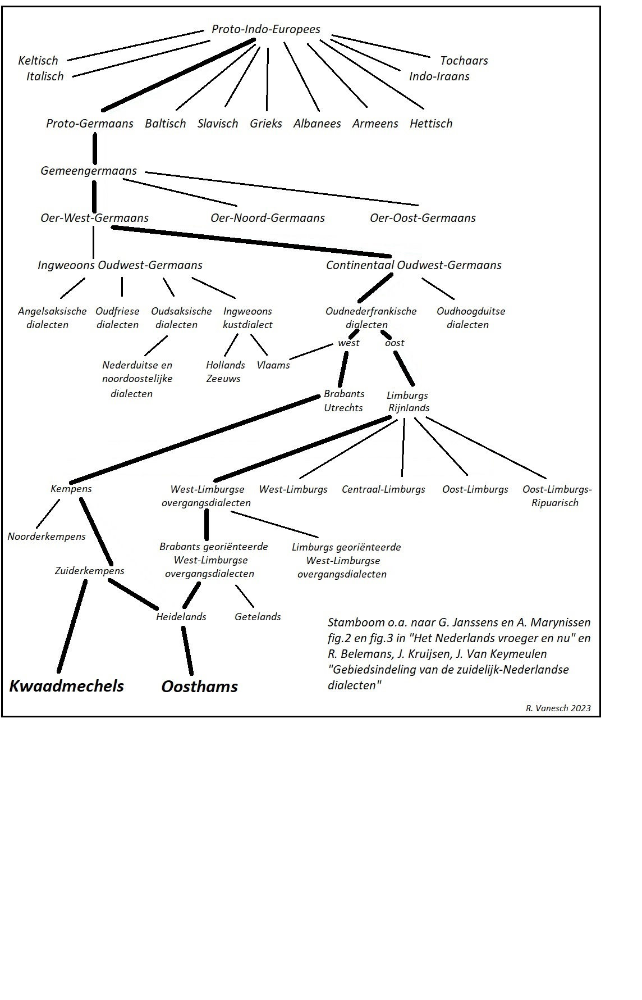 Proto-Indo-Europees
Keltisch
Tochaars
Italisch
Indo-Iraans
Proto-Germaans Baltisch Slavisch Grieks Albanees Armeens Hettisch
Gemeengermaans
Oer-West-Germaans Oer-Noord-Germaans Oer-Oost-Germaans
Ingweoons Oudwest-Germaans Continentaal Oudwest-Germaans
Angelsaksische
dialecten
Oudfriese
dialecten
Oudsaksische
dialecten
Ingweoons
kustdialect
Oudnederfrankische
dialecten
Oudhoogduitse
dialecten
west oost
Nederduitse en
noordoostelijke
dialecten
Hollands
Zeeuws
Vlaams
Brabants
Utrechts
Limburgs
Rijnlands
Kempens
West-Limburgse
overgangsdialecten
West-Limburgs
Centraal-Limburgs
Oost-Limburgs
Oost-Limburgs-
Ripuarisch
Noorderkempens
Brabants georiënteerde
West-Limburgse
overgangsdialecten
Limburgs georiënteerde
West-Limburgse
overgangsdialecten
Zuiderkempens
Heidelands Getelands
Kwaadmechels Oosthams
Stamboom o.a. naar G. Janssens en A. Marynissen
fig.2 en fig.3 in "Het Nederlands vroeger en nu" en
R. Belemans, J. Kruijsen, J. Van Keymeulen
"Gebiedsindeling van de zuidelijk-Nederlandse
dialecten"
R. Vanesch 2023